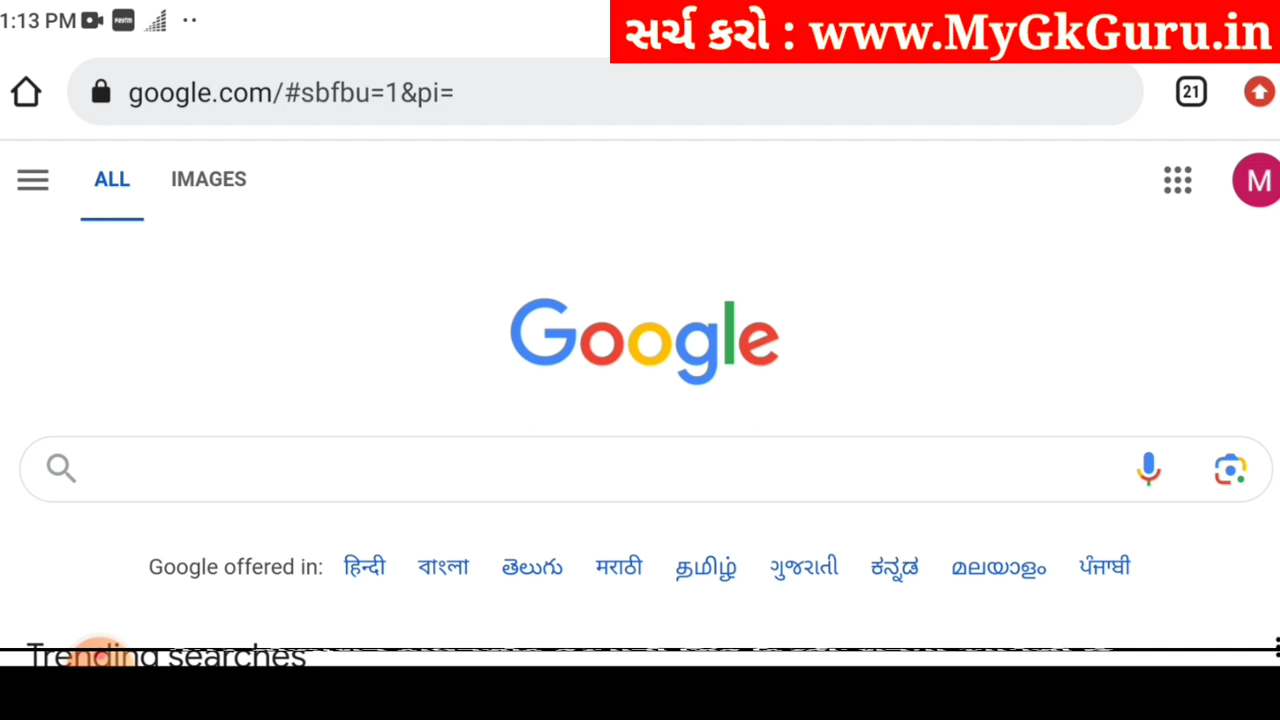 1:13 PM
સર્ચ કરો : www.MyGkGuru.in
google.com/#sbfbu=1&pi=
21
ALL IMAGES
M
Google
Google offered in: हिन्दी বাংলা తెలుగు मराठी தமிழ் ગુજરાતી ಕನ್ನಡ മലയാളം ਪੰਜਾਬੀ
Trending searches